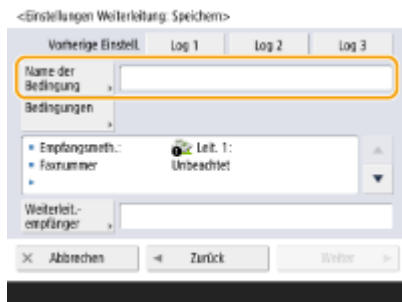 <Einstellungen Weiterleitung: Speichern>
Vorherige Einstell. Log 1 Log 2 Log 3
Name der
Bedingung
Bedingungen
Empfangsmeth.: Leit. 1:
Faxnummer Unbeachtet
Weiterleit.-
empfänger
× Abbrechen Zurück Weiter